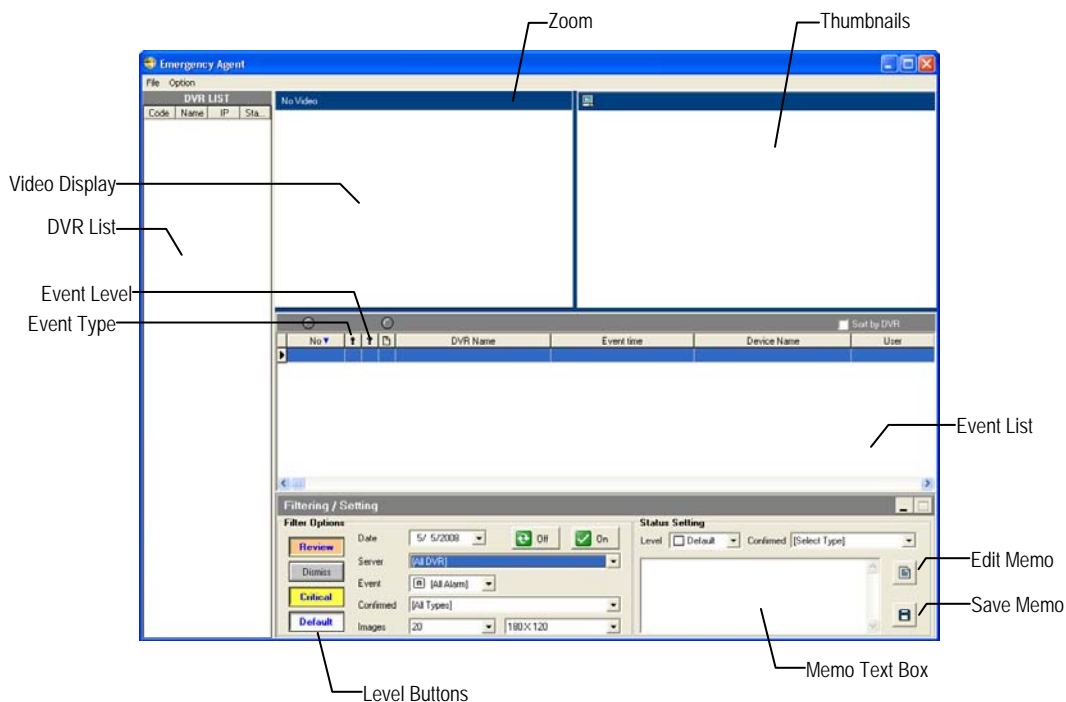 Zoom
Thumbnails
Emergency Agent
File Option
DVR LIST
Code Name IP Sta...
No Video
Video Display
DVR List
Event Level
Event Type
Sort by DVR
No DVR Name Event time Device Name User
Event List
Filtering / Setting
Filter Options
Review
Dismiss
Critical
Default
Date 5/ 5/2008 Off On
Server [All DVR]
Event [All Alarm]
Confirmed [All Types]
Images 20 180X120
Status Setting
Level Default Confirmed [Select Type]
Edit Memo
Save Memo
Memo Text Box
Level Buttons